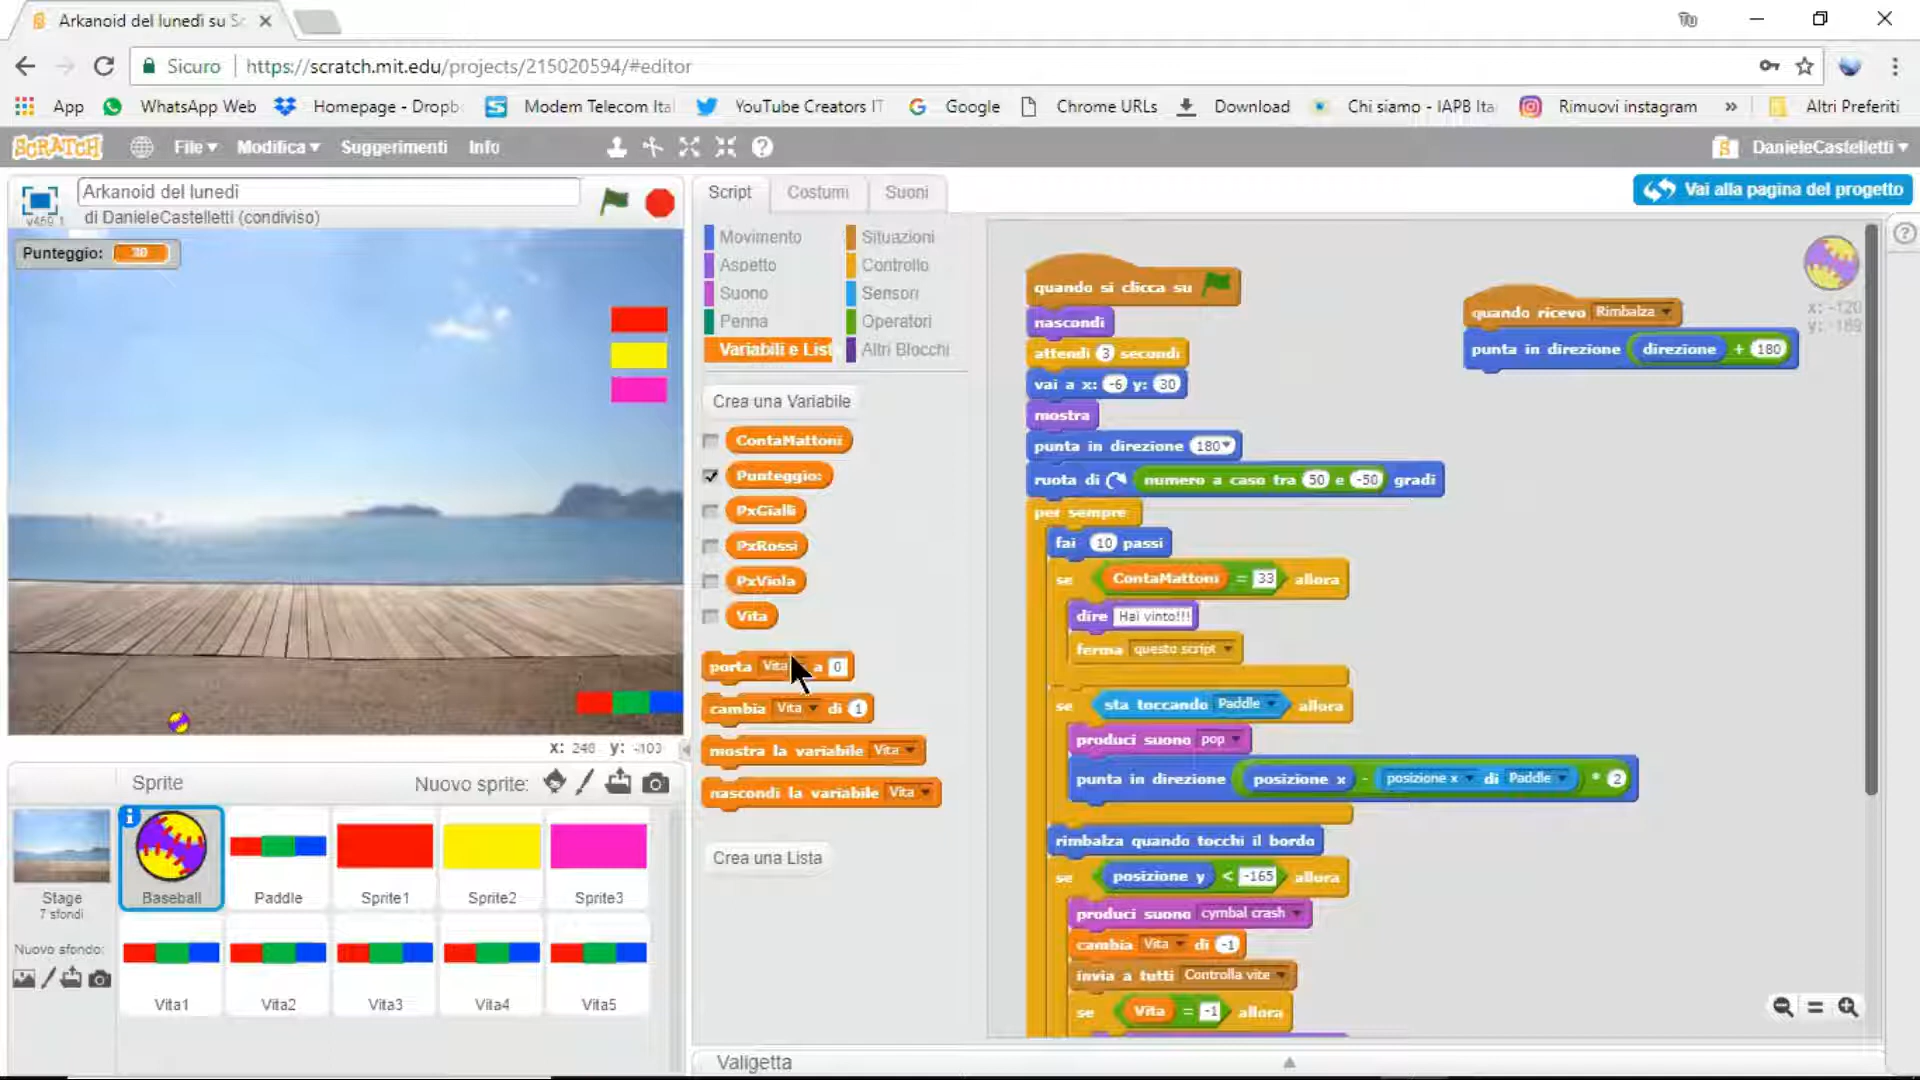 Arkanoid del lunedi su Sc
Sicuro
https://scratch.mit.edu/projects/215020594/#editor
App
WhatsApp Web
Homepage - Dropb
Modem Telecom Ita
YouTube Creators IT
Google
Chrome URLs
Download
Chi siamo - IAPB Ita
Rimuovi instagram
»
Altri Preferiti
SCRATCH
File
Modifica
Suggerimenti
Info
DanieleCastelletti
Arkanoid del lunedi
di DanieleCastelletti (condiviso)
v459.1
Script
Costumi
Suoni
Vai alla pagina del progetto
Punteggio: 30
Movimento
Situazioni
Aspetto
Controllo
Suono
Sensori
Penna
Operatori
Variabili e List
Altri Blocchi
Crea una Variabile
ContaMattoni
Punteggio:
PxGialli
PxRossi
PxViola
Vita
porta Vita a 0
cambia Vita di 1
mostra la variabile Vita
nascondi la variabile Vita
Crea una Lista
quando si clicca su
nascondi
attendi 3 secondi
vai a x: -6 y: 30
mostra
punta in direzione 180
ruota di numero a caso tra 50 e -50 gradi
per sempre
fai 10 passi
se ContaMattoni = 33 allora
dire Hai vinto!!!
ferma questo script
se sta toccando Paddle allora
produci suono pop
punta in direzione posizione x - posizione x di Paddle * 2
rimbalza quando tocchi il bordo
se posizione y < -165 allora
produci suono cymbal crash
cambia Vita di -1
invia a tutti Controlla vite
se Vita = -1 allora
quando ricevo Rimbalza
punta in direzione direzione + 180
x: -120
y: -169
x: 240 y: -103
Sprite
Nuovo sprite:
Stage
7 sfondi
Nuovo sfondo:
Baseball
Paddle
Sprite1
Sprite2
Sprite3
Vita1
Vita2
Vita3
Vita4
Vita5
Valigetta